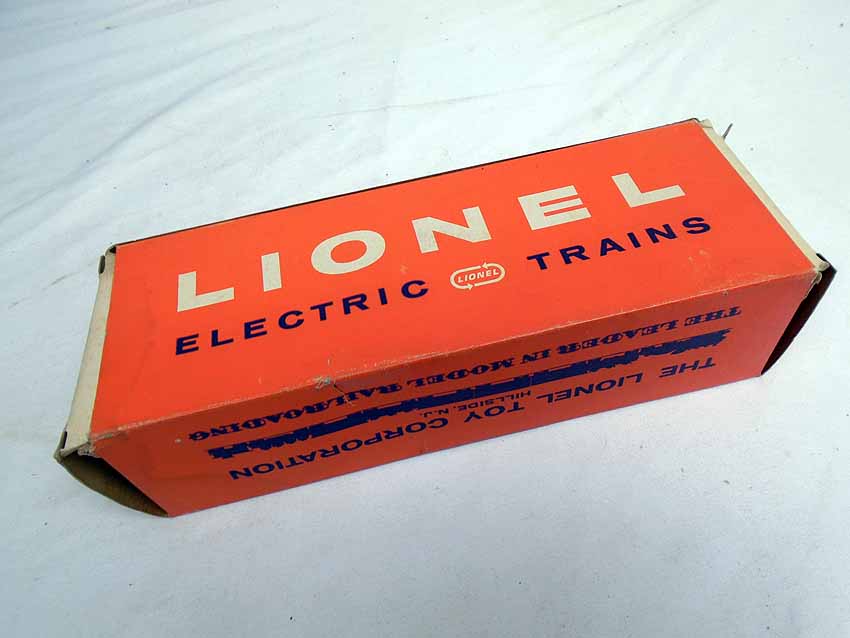 LIONEL
ELECTRIC LIONEL TRAINS
THE LIONEL TOY CORPORATION
HILLSIDE, N.J.
THE LEADER IN MODEL RAILROADING